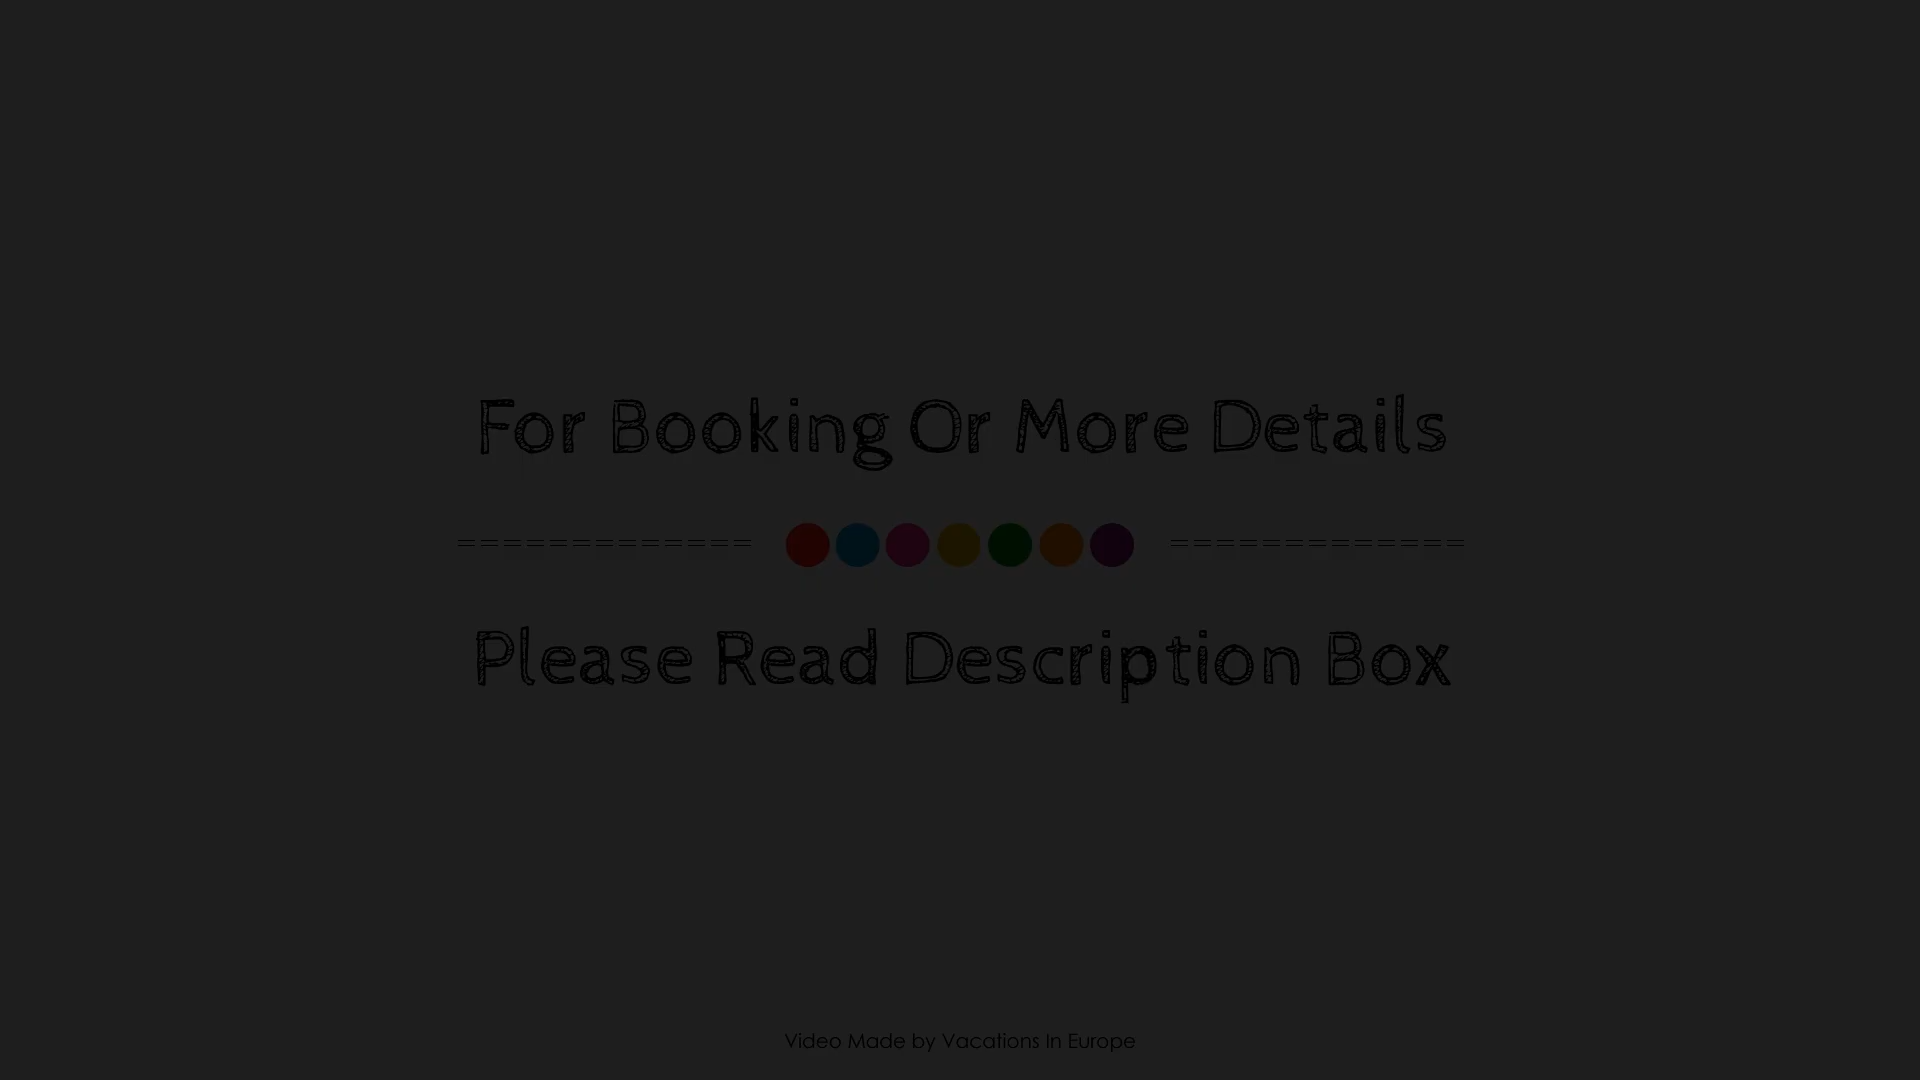 For Booking Or More Details
============= =============
Please Read Description Box
Video Made by Vacations In Europe